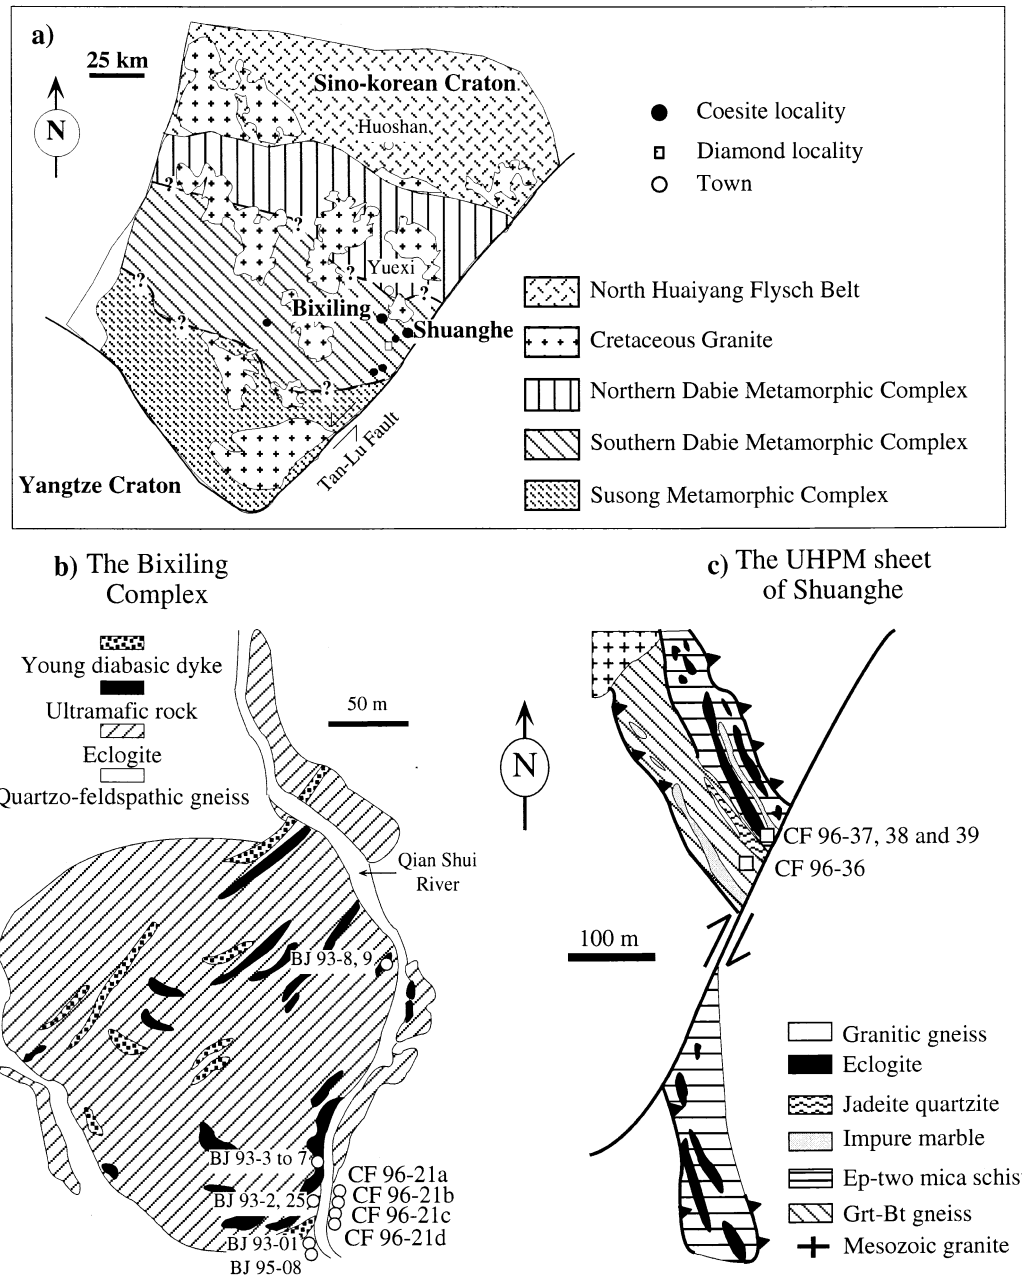 a)
25 km
N
Sino-korean Craton
Huoshan
?
?
?
Yuexi
?
?
Bixiling
Shuanghe
?
?
Tan-Lu Fault
Yangtze Craton
Coesite locality
Diamond locality
Town
North Huaiyang Flysch Belt
Cretaceous Granite
Northern Dabie Metamorphic Complex
Southern Dabie Metamorphic Complex
Susong Metamorphic Complex
b) The Bixiling
Complex
Young diabasic dyke
Ultramafic rock
Eclogite
Quartzo-feldspathic gneiss
50 m
N
Qian Shui
River
BJ 93-8, 9
BJ 93-3 to 7
BJ 93-2, 25
BJ 93-01
BJ 95-08
CF 96-21a
CF 96-21b
CF 96-21c
CF 96-21d
c) The UHPM sheet
of Shuanghe
CF 96-37, 38 and 39
CF 96-36
100 m
Granitic gneiss
Eclogite
Jadeite quartzite
Impure marble
Ep-two mica schis
Grt-Bt gneiss
Mesozoic granite